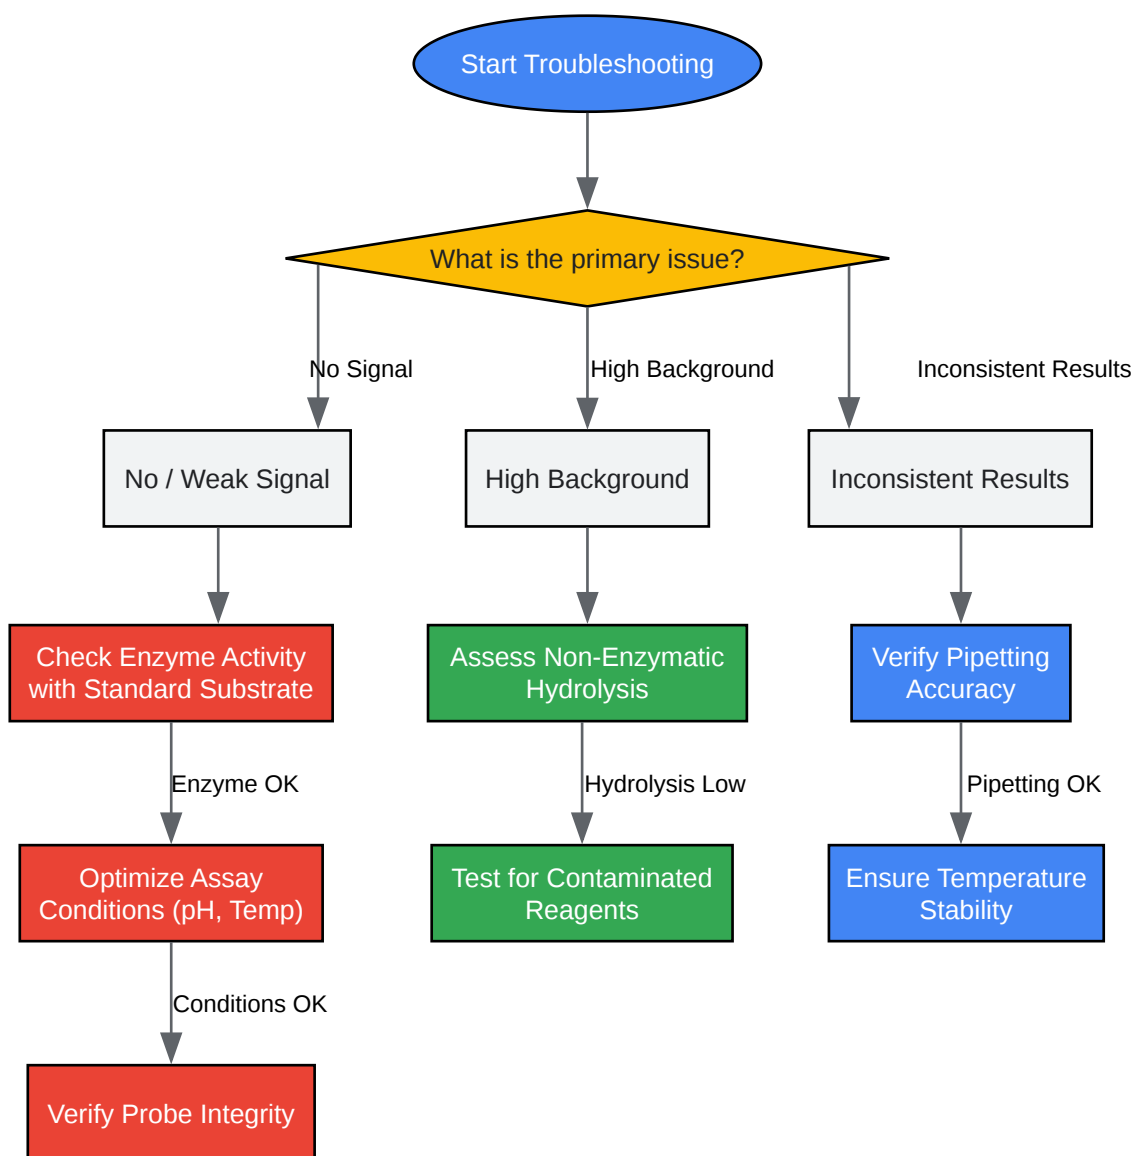 Start Troubleshooting
What is the primary issue?
No Signal
High Background
Inconsistent Results
No / Weak Signal
High Background
Inconsistent Results
Check Enzyme Activity
with Standard Substrate
Assess Non-Enzymatic
Hydrolysis
Verify Pipetting
Accuracy
Enzyme OK
Hydrolysis Low
Pipetting OK
Optimize Assay
Conditions (pH, Temp)
Test for Contaminated
Reagents
Ensure Temperature
Stability
Conditions OK
Verify Probe Integrity